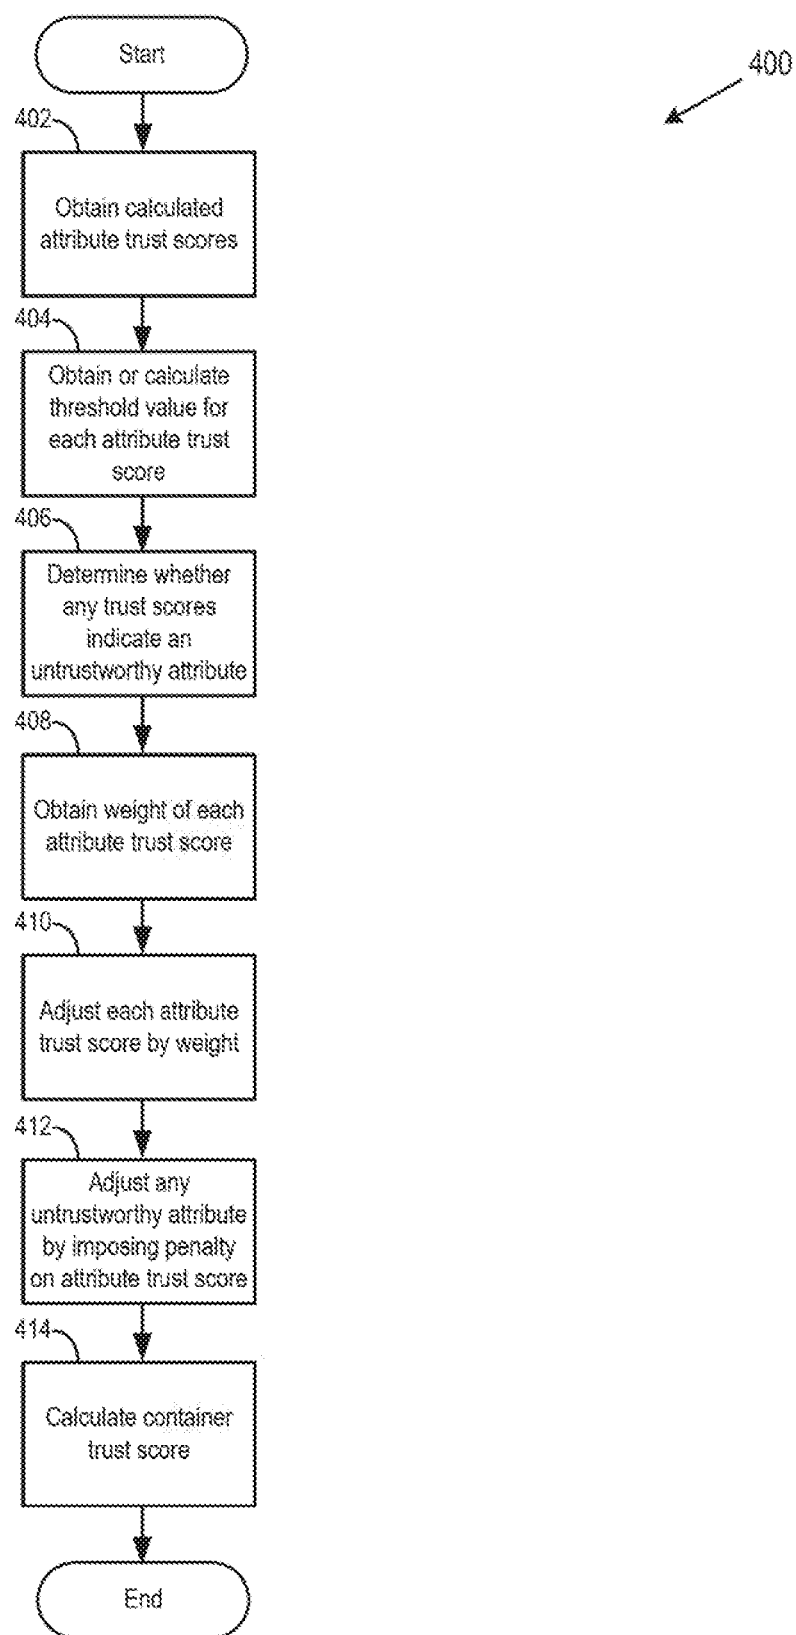 Start
400
402
Obtain calculated
attribute trust scores
404
Obtain or calculate
threshold value for
each attribute trust
score
406
Determine whether
any trust scores
indicate an
untrustworthy attribute
408
Obtain weight of each
attribute trust score
410
Adjust each attribute
trust score by weight
412
Adjust any
untrustworthy attribute
by imposing penalty
on attribute trust score
414
Calculate container
trust score
End